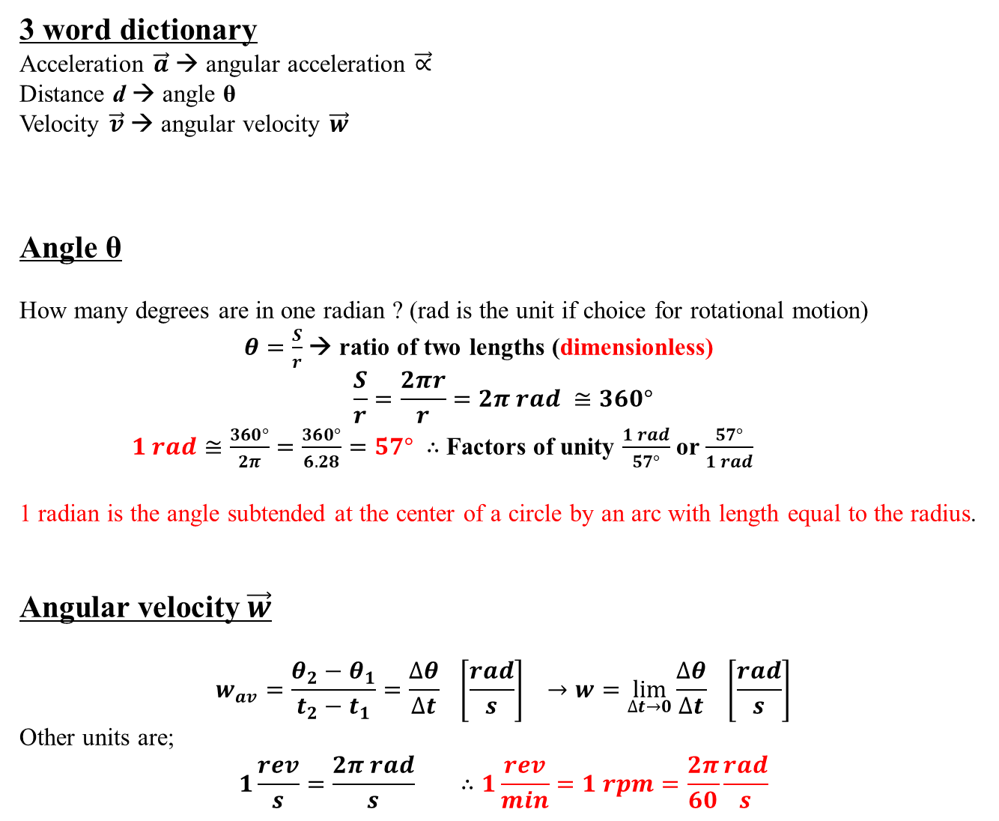 3 word dictionary
Acceleration a⃗ → angular acceleration ∝⃗
Distance d → angle θ
Velocity v⃗ → angular velocity w⃗
Angle θ
How many degrees are in one radian ? (rad is the unit if choice for rotational motion)
θ = S/r → ratio of two lengths (dimensionless)
S/r = 2πr/r = 2π rad ≅ 360°
1 rad ≅ 360°/2π = 360°/6.28 = 57° ∴ Factors of unity 1 rad/57° or 57°/1 rad
1 radian is the angle subtended at the center of a circle by an arc with length equal to the radius.
Angular velocity w⃗
w_av = (θ₂ − θ₁)/(t₂ − t₁) = Δθ/Δt [rad/s] → w = lim_{Δt→0} Δθ/Δt [rad/s]
Other units are;
1 rev/s = 2π rad/s ∴ 1 rev/min = 1 rpm = 2π/60 rad/s